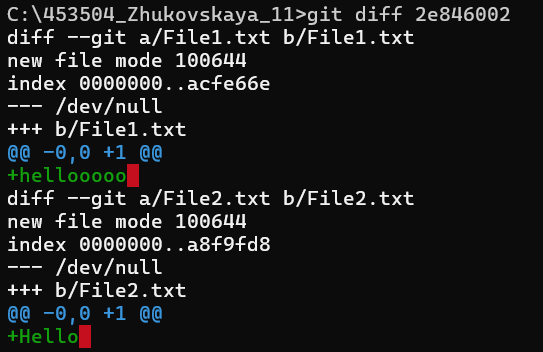 C:\453504_Zhukovskaya_11>git diff 2e846002
diff --git a/File1.txt b/File1.txt
new file mode 100644
index 0000000..acfe66e
--- /dev/null
+++ b/File1.txt
@@ -0,0 +1 @@
+hellooooo
diff --git a/File2.txt b/File2.txt
new file mode 100644
index 0000000..a8f9fd8
--- /dev/null
+++ b/File2.txt
@@ -0,0 +1 @@
+Hello